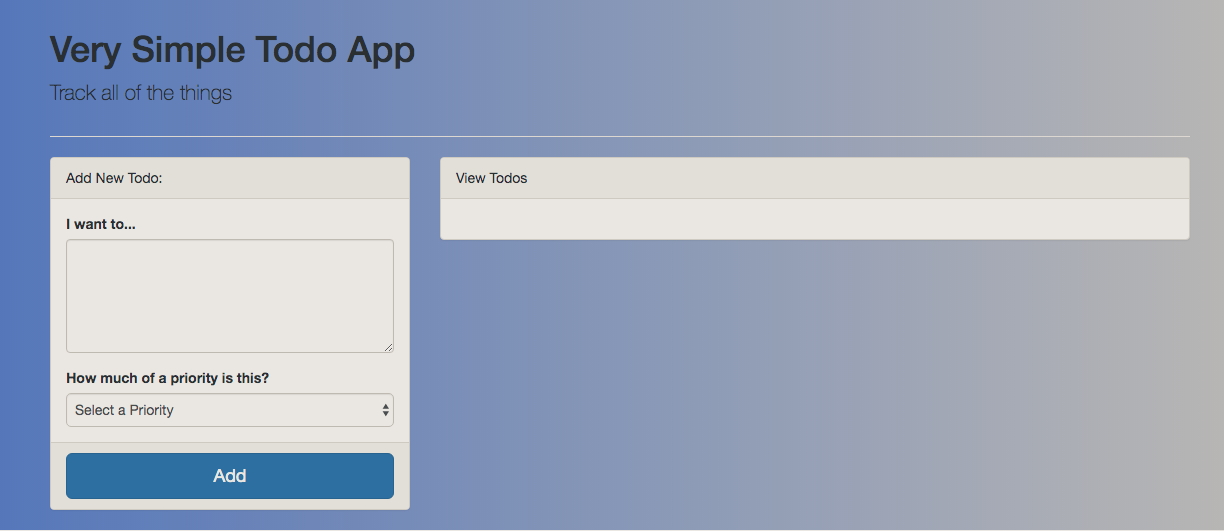 Very Simple Todo App
Track all of the things
Add New Todo:
I want to...
How much of a priority is this?
Select a Priority
Add
View Todos